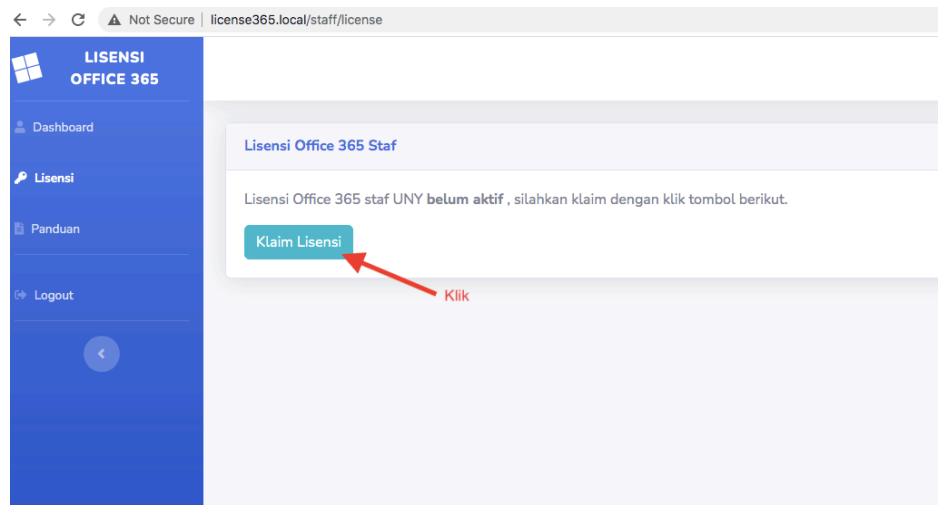 Not Secure | license365.local/staff/license
LISENSI
OFFICE 365
Dashboard
Lisensi
Panduan
Logout
Lisensi Office 365 Staf
Lisensi Office 365 staf UNY belum aktif , silahkan klaim dengan klik tombol berikut.
Klaim Lisensi
Klik